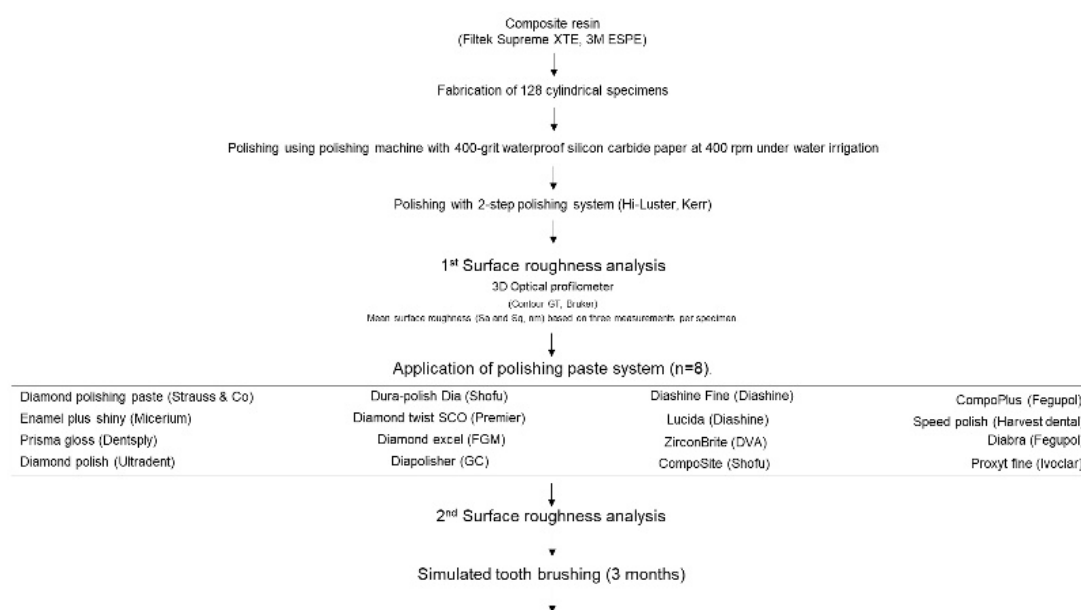 Composite resin
(Filtek Supreme XTE, 3M ESPE)
Fabrication of 128 cylindrical specimens
Polishing using polishing machine with 400-grit waterproof silicon carbide paper at 400 rpm under water irrigation
Polishing with 2-step polishing system (Hi-Luster, Kerr)
1st Surface roughness analysis
3D Optical profilometer
(Contour GT, Bruker)
Mean surface roughness (Sa and Sq, nm) based on three measurements per specimen
Application of polishing paste system (n=8).
Diamond polishing paste (Strauss & Co)
Enamel plus shiny (Micerium)
Prisma gloss (Dentsply)
Diamond polish (Ultradent)
Dura-polish Dia (Shofu)
Diamond twist SCO (Premier)
Diamond excel (FGM)
Diapolisher (GC)
Diashine Fine (Diashine)
Lucida (Diashine)
ZirconBrite (DVA)
CompoSite (Shofu)
CompoPlus (Fegupol)
Speed polish (Harvest dental)
Diabra (Fegupol)
Proxyt fine (Ivoclar)
2nd Surface roughness analysis
Simulated tooth brushing (3 months)